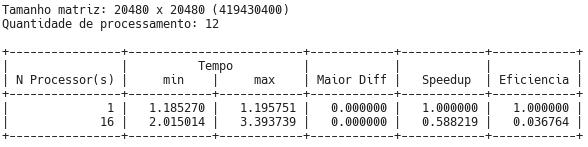 Tamanho matriz: 20480 x 20480 (419430400)
Quantidade de processamento: 12
+---------------+-----------+-----------+------------+-----------+------------+
|               |         Tempo         |            |           |            |
| N Processor(s) |    min    |    max    | Maior Diff |  Speedup  | Eficiencia |
+---------------+-----------+-----------+------------+-----------+------------+
|             1 |  1.185270 |  1.195751 |   0.000000 |  1.000000 |   1.000000 |
|            16 |  2.015014 |  3.393739 |   0.000000 |  0.588219 |   0.036764 |
+---------------+-----------+-----------+------------+-----------+------------+